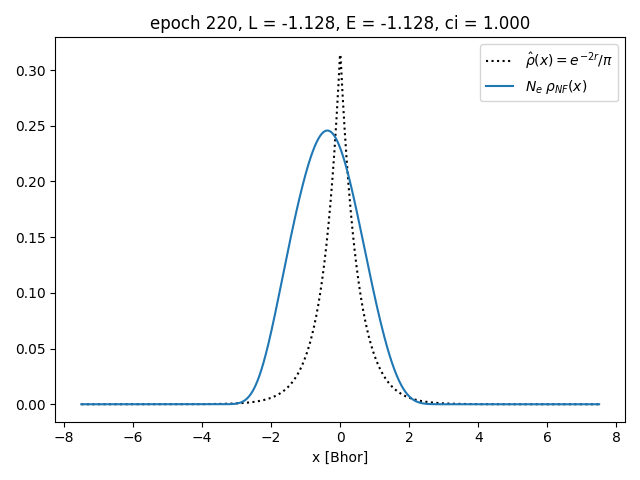 epoch 220, L = -1.128, E = -1.128, ci = 1.000
ρ̂(x) = e^{-2r}/π
N_e ρ_{NF}(x)
0.30
0.25
0.20
0.15
0.10
0.05
0.00
−8 −6 −4 −2 0 2 4 6 8
x [Bhor]